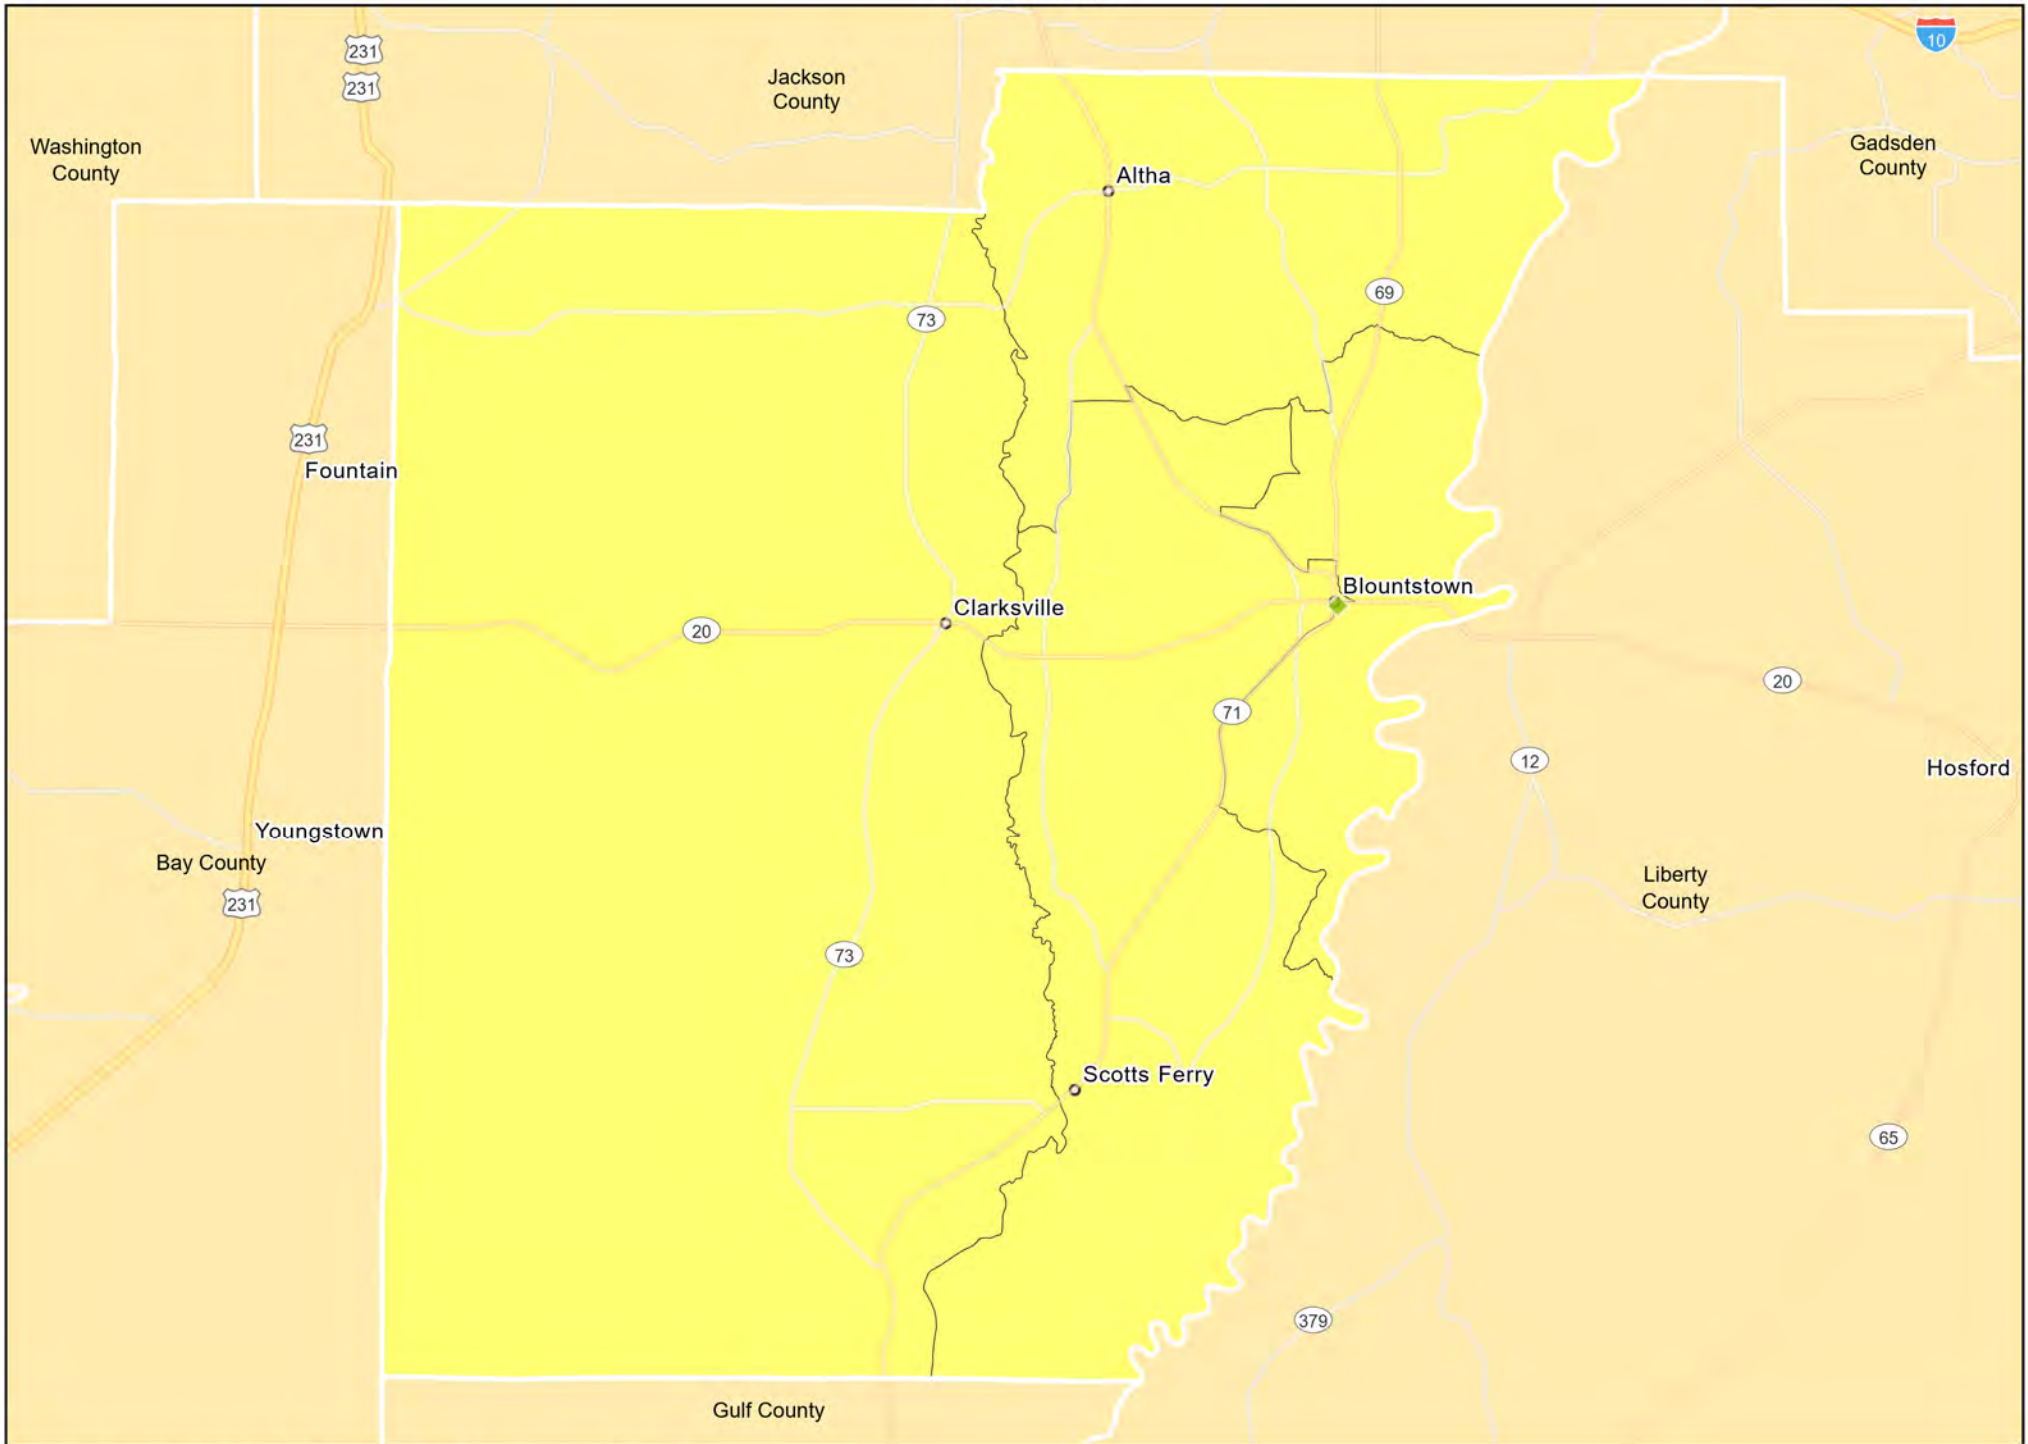 231
10
231
Jackson
County
Washington
County
Gadsden
County
Altha
69
73
231
Fountain
Blountstown
Clarksville
20
20
71
12
Hosford
Youngstown
Bay County
231
Liberty
County
73
Scotts Ferry
65
379
Gulf County